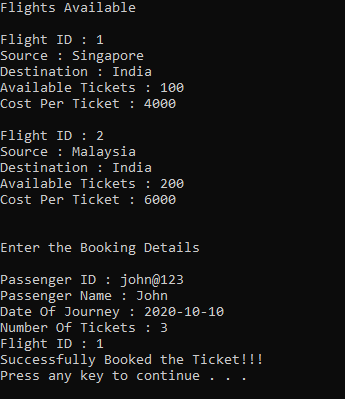 Flights Available
Flight ID : 1
Source : Singapore
Destination : India
Available Tickets : 100
Cost Per Ticket : 4000
Flight ID : 2
Source : Malaysia
Destination : India
Available Tickets : 200
Cost Per Ticket : 6000
Enter the Booking Details
Passenger ID : john@123
Passenger Name : John
Date Of Journey : 2020-10-10
Number Of Tickets : 3
Flight ID : 1
Successfully Booked the Ticket!!!
Press any key to continue . . .